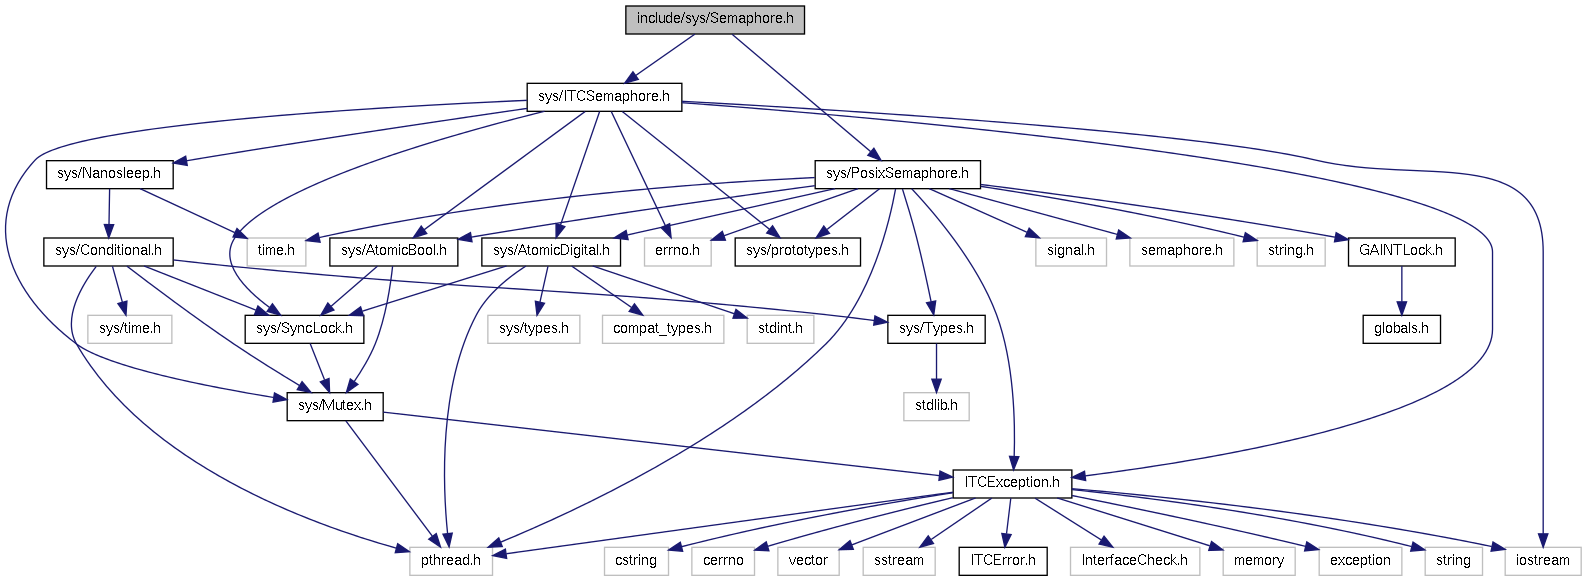 include/sys/Semaphore.h
sys/ITCSemaphore.h
sys/Nanosleep.h
sys/PosixSemaphore.h
sys/Conditional.h
time.h
sys/AtomicBool.h
sys/AtomicDigital.h
errno.h
sys/prototypes.h
signal.h
semaphore.h
string.h
GAINTLock.h
sys/time.h
sys/SyncLock.h
sys/types.h
compat_types.h
stdint.h
sys/Types.h
globals.h
sys/Mutex.h
stdlib.h
ITCException.h
pthread.h
cstring
cerrno
vector
sstream
ITCError.h
InterfaceCheck.h
memory
exception
string
iostream